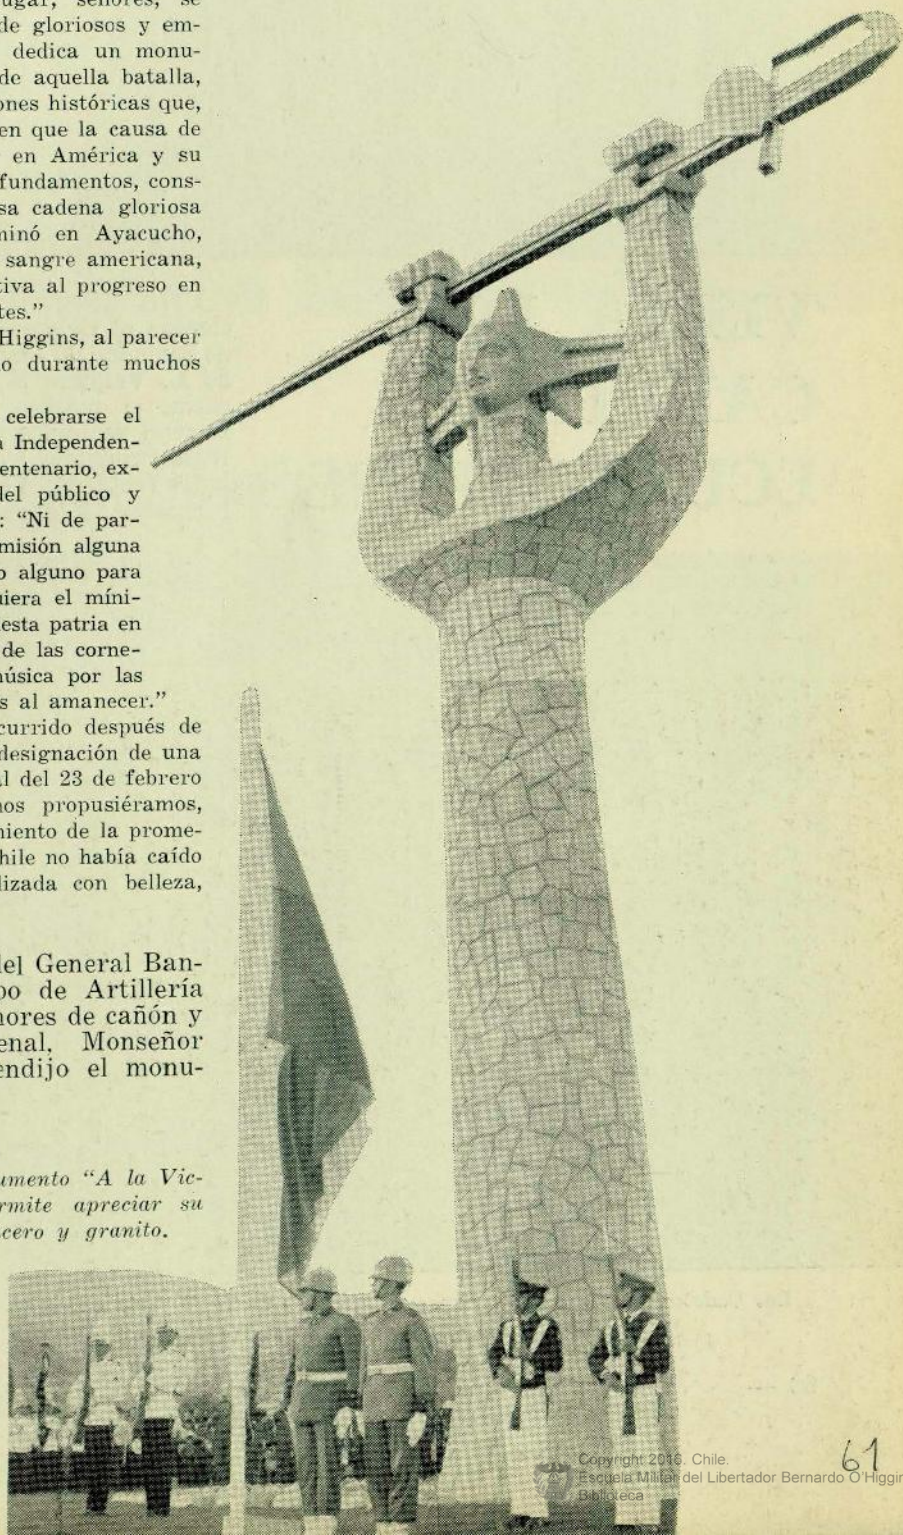 lugar, señores, se
de gloriosos y em-
dedica un monu-
de aquella batalla,
ones históricas que,
en que la causa de
en América y su
fundamentos, cons-
sa cadena gloriosa
minó en Ayacucho,
sangre americana,
tiva al progreso en
tes.”
Higgins, al parecer
o durante muchos
celebrarse el
a Independen-
entenario, ex-
del público y
: “Ni de par-
misión alguna
o alguno para
uiera el míni-
esta patria en
de las corne-
núsica por las
s al amanecer.”
currido después de
designación de una
al del 23 de febrero
nos propusiéramos,
niento de la prome-
hile no había caído
lizada con belleza,
del General Ban-
po de Artillería
nores de cañón y
enal, Monseñor
endijo el monu-
umento “A la Vic-
rmite apreciar su
cero y granito.
61
Copyright 2016. Chile.
Escuela Militar del Libertador Bernardo O'Higgin
Biblioteca